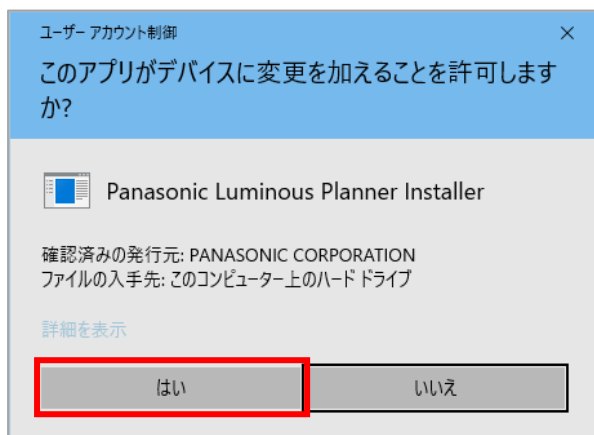 ユーザー アカウント制御
このアプリがデバイスに変更を加えることを許可します
か?
Panasonic Luminous Planner Installer
確認済みの発行元: PANASONIC CORPORATION
ファイルの入手先: このコンピューター上のハード ドライブ
詳細を表示
はい いいえ